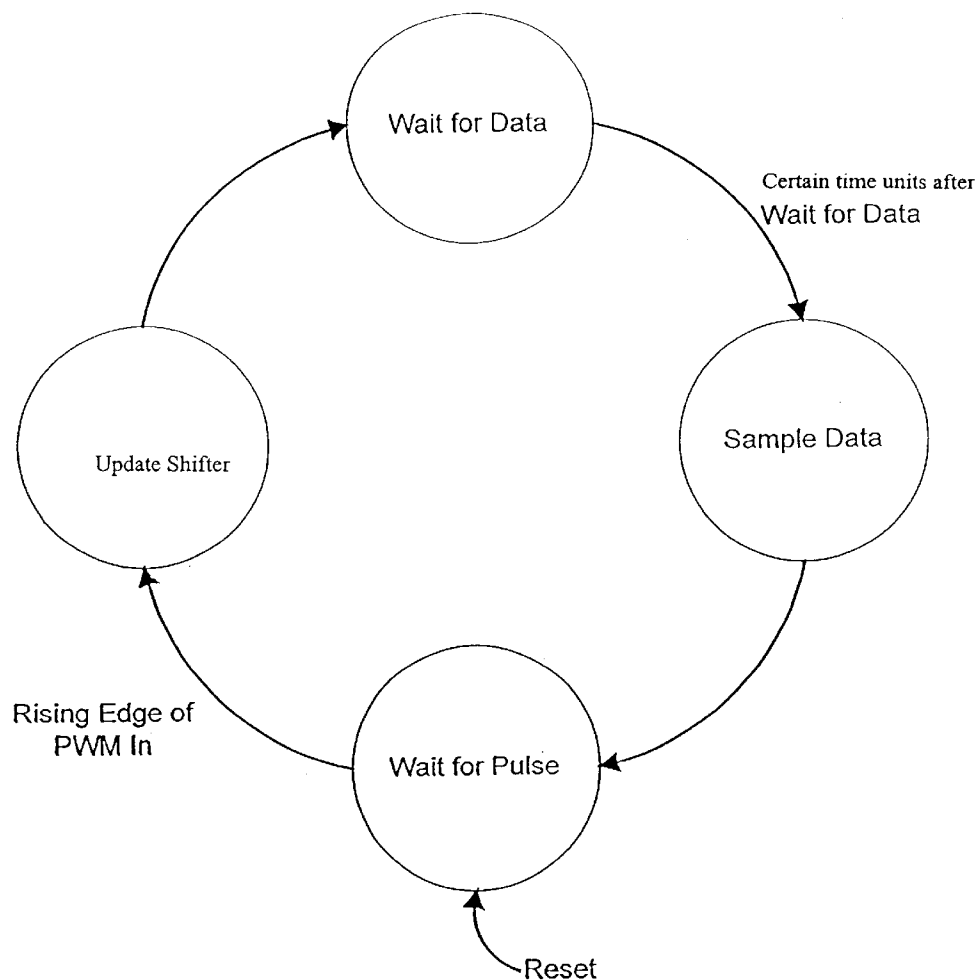 Wait for Data
Certain time units after
Wait for Data
Sample Data
Update Shifter
Rising Edge of
PWM In
Wait for Pulse
Reset